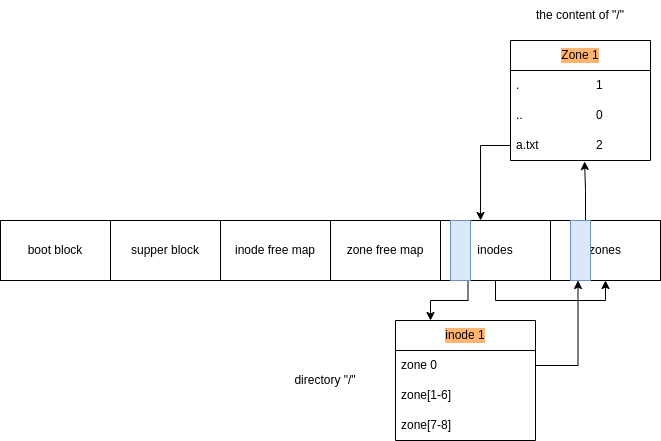 the content of "/"
Zone 1
. 1
.. 0
a.txt 2
boot block
supper block
inode free map
zone free map
inodes
zones
inode 1
zone 0
directory "/"
zone[1-6]
zone[7-8]